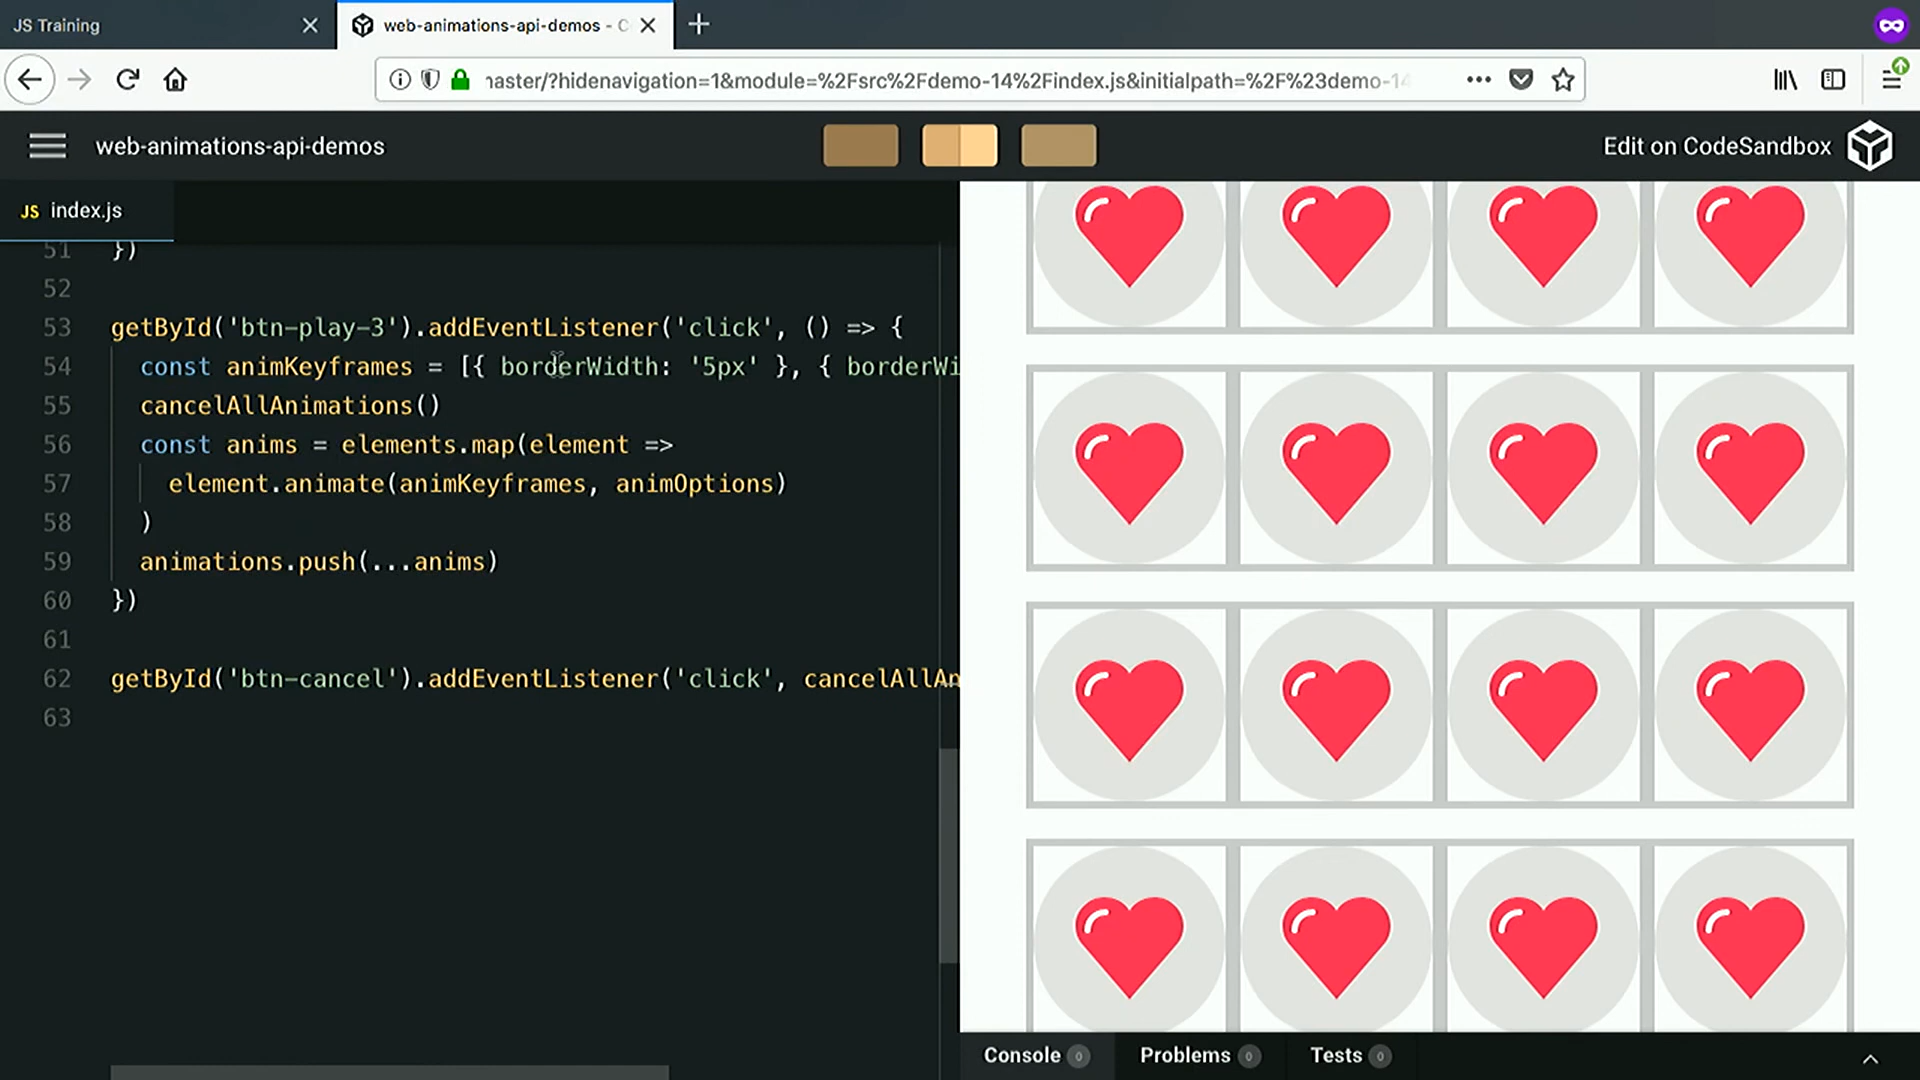 JS Training
web-animations-api-demos - C
naster/?hidenavigation=1&module=%2Fsrc%2Fdemo-14%2Findex.js&initialpath=%2F%23demo-14
web-animations-api-demos
Edit on CodeSandbox
JS index.js
51 })
52
53 getById('btn-play-3').addEventListener('click', () => {
54 const animKeyframes = [{ borderWidth: '5px' }, { borderWi
55 cancelAllAnimations()
56 const anims = elements.map(element =>
57 element.animate(animKeyframes, animOptions)
58 )
59 animations.push(...anims)
60 })
61
62 getById('btn-cancel').addEventListener('click', cancelAllAn
63
Console 0 Problems 0 Tests 0